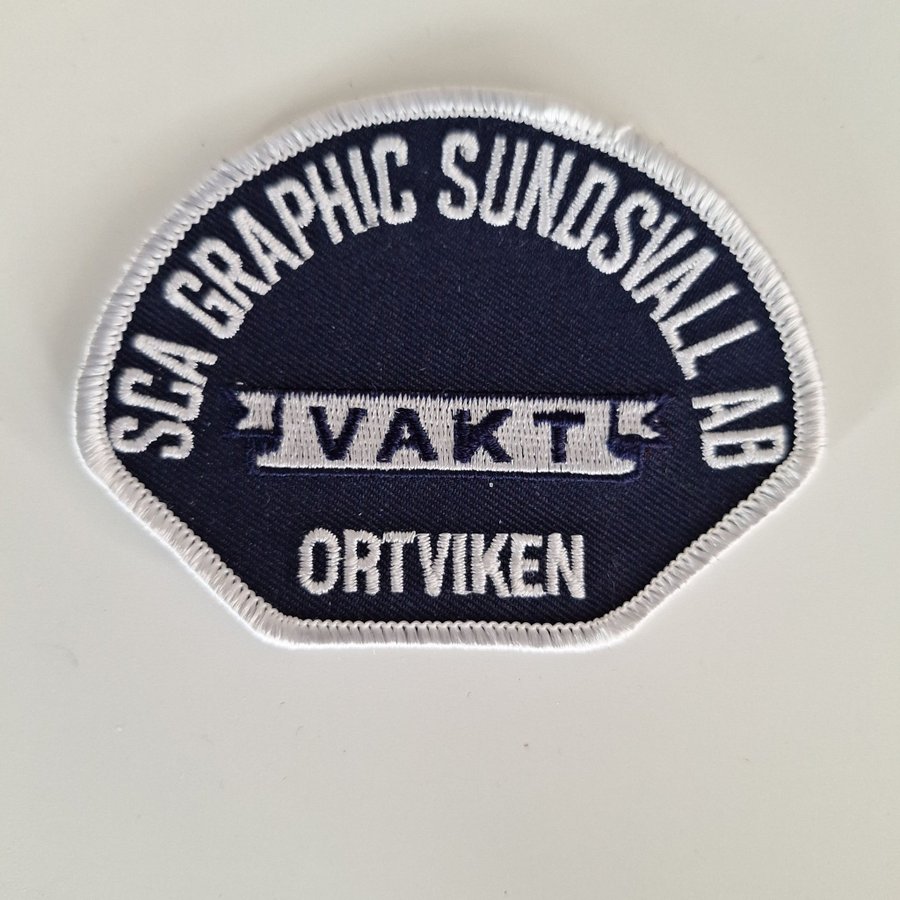 SCA GRAPHIC SUNDSVALL AB
VAKT
ORTVIKEN